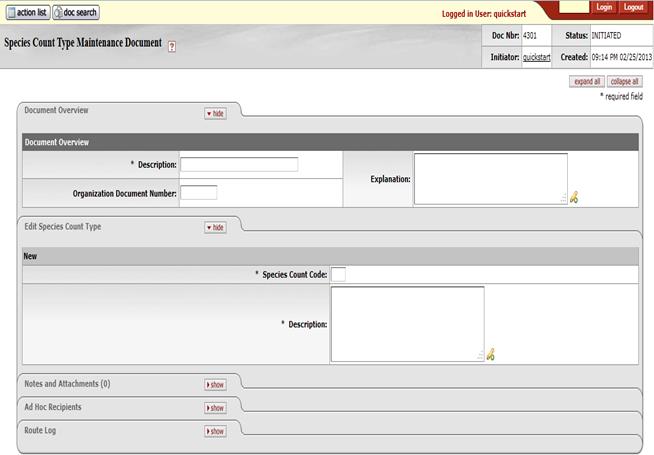 action list doc search
Logged in User: quickstart
Login Logout
Species Count Type Maintenance Document ?
Doc Nbr: 4301 Status: INITIATED
Initiator: quickstart Created: 09:14 PM 02/25/2013
expand all collapse all
* required field
Document Overview hide
Document Overview
* Description: Explanation:
Organization Document Number:
Edit Species Count Type hide
New
* Species Count Code:
* Description:
Notes and Attachments (0) show
Ad Hoc Recipients show
Route Log show